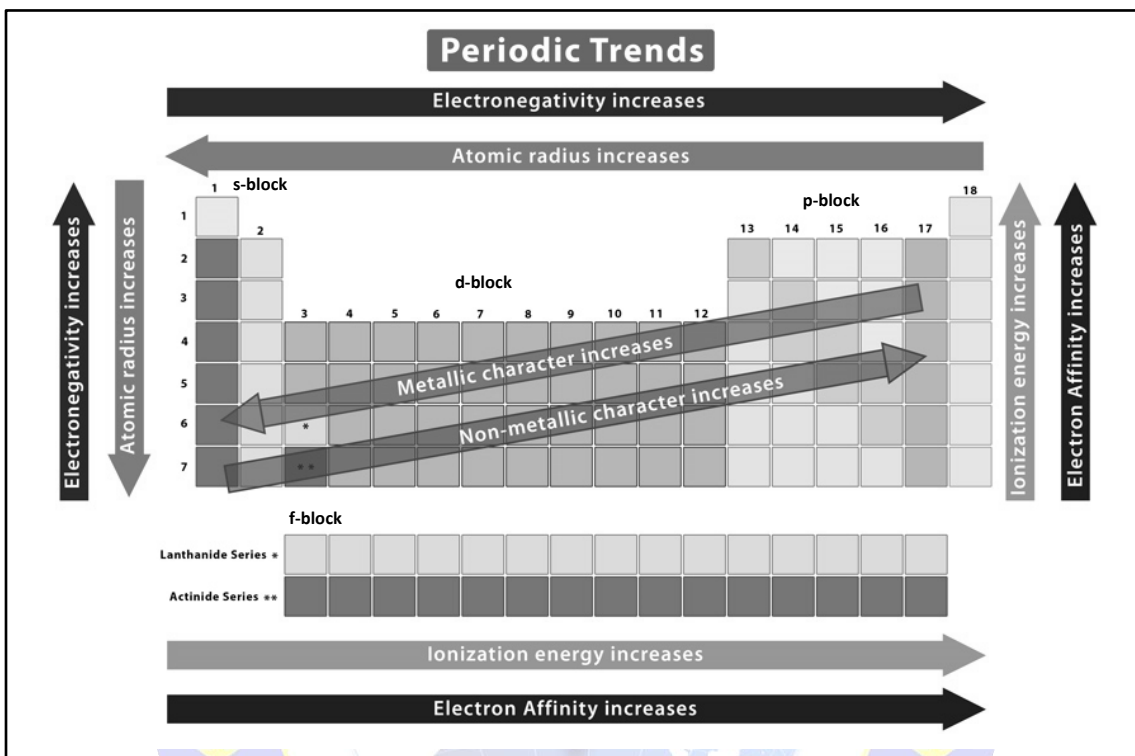 Periodic Trends
Electronegativity increases
Atomic radius increases
Electronegativity increases
Atomic radius increases
1 s-block
p-block 18
1
2 13 14 15 16 17
2
3
d-block
3 4 5 6 7 8 9 10 11 12
4
5
6
7
Metallic character increases
Non-metallic character increases
*
**
Ionization energy increases
Electron Affinity increases
f-block
Lanthanide Series *
Actinide Series **
Ionization energy increases
Electron Affinity increases